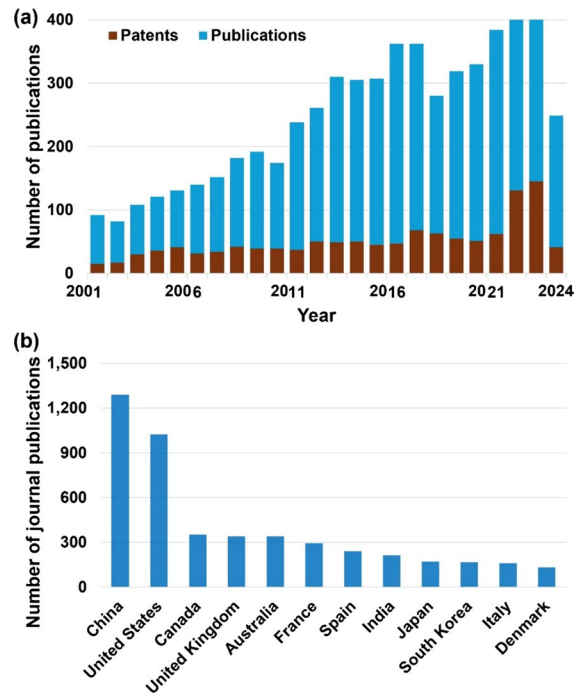 (a)
Number of publications
400
300
200
100
0
Patents Publications
2001 2006 2011 2016 2021 2024
Year
(b)
Number of journal publications
1,500
1,200
900
600
300
0
China
United States
Canada
United Kingdom
Australia
France
Spain
India
Japan
South Korea
Italy
Denmark